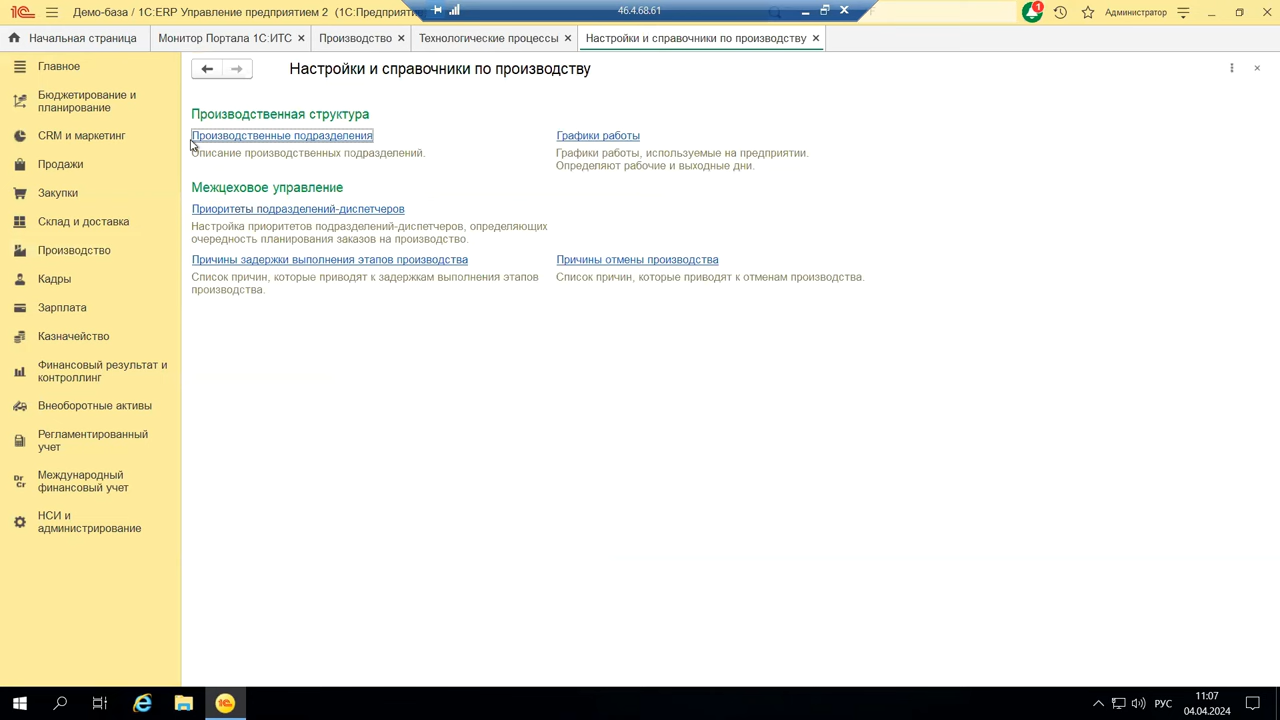 Демо-база / 1С:ERP Управление предприятием 2 (1С:Предприятие
46.4.68.61
1
Администратор
Начальная страница
Монитор Портала 1С:ИТС ×
Производство ×
Технологические процессы ×
Настройки и справочники по производству ×
Главное
Бюджетирование и
планирование
CRM и маркетинг
Продажи
Закупки
Склад и доставка
Производство
Кадры
Зарплата
Казначейство
Финансовый результат и
контроллинг
Внеоборотные активы
Регламентированный
учет
Dr
Cr
Международный
финансовый учет
НСИ и
администрирование
Настройки и справочники по производству
Производственная структура
Производственные подразделения
Описание производственных подразделений.
Графики работы
Графики работы, используемые на предприятии.
Определяют рабочие и выходные дни.
Межцеховое управление
Приоритеты подразделений-диспетчеров
Настройка приоритетов подразделений-диспетчеров, определяющих
очередность планирования заказов на производство.
Причины задержки выполнения этапов производства
Список причин, которые приводят к задержкам выполнения этапов
производства.
Причины отмены производства
Список причин, которые приводят к отменам производства.
РУС
11:07
04.04.2024